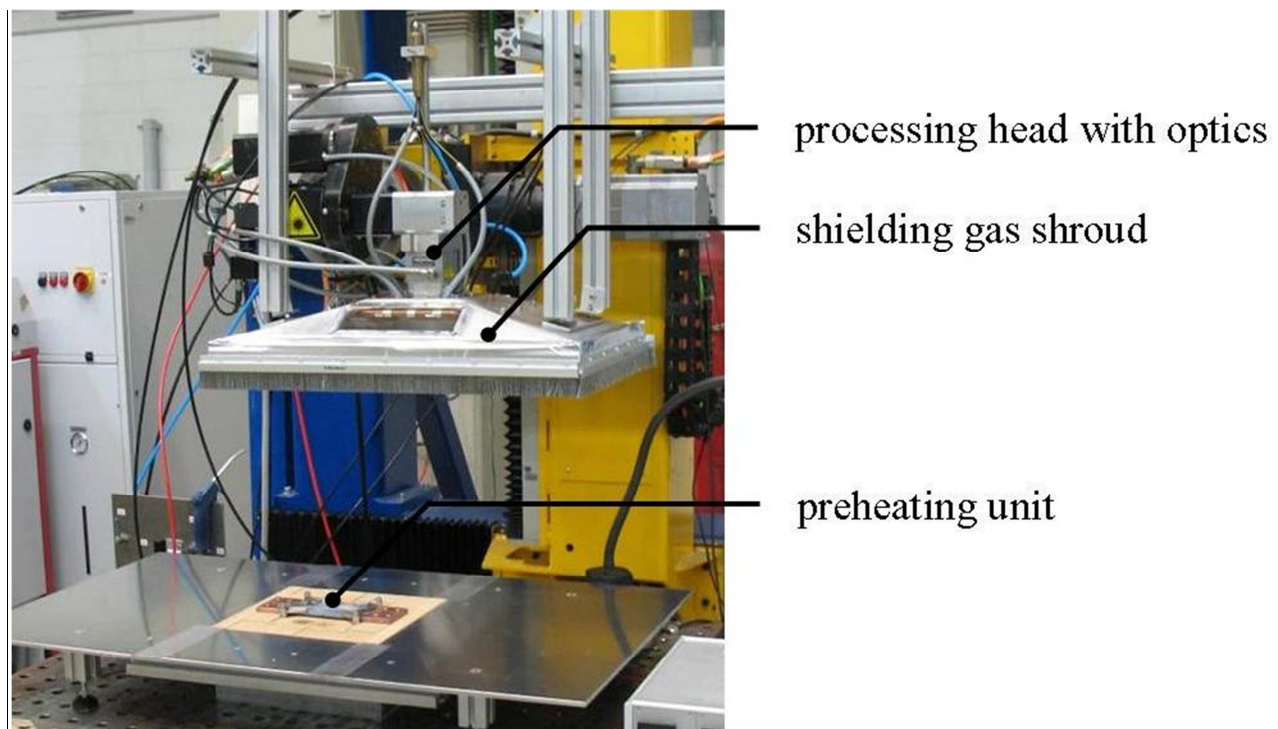 processing head with optics
shielding gas shroud
preheating unit